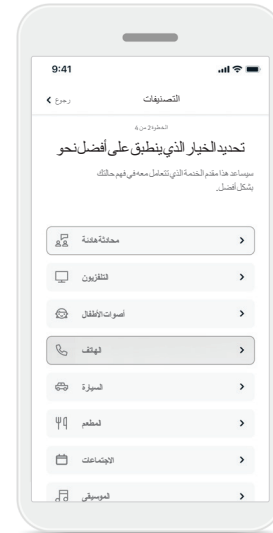 9:41
رجوع
التصنيفات
الخطوة 2 من 4
تحديد الخيار الذي ينطبق على أفضل نحو
سيساعد هذا مقدم الخدمة الذي تتعامل معه في فهم حالتك
بشكل أفضل.
محادثة هادئة
التلفزيون
أصوات الأطفال
الهاتف
السيارة
المطعم
الاجتماعات
الموسيقى